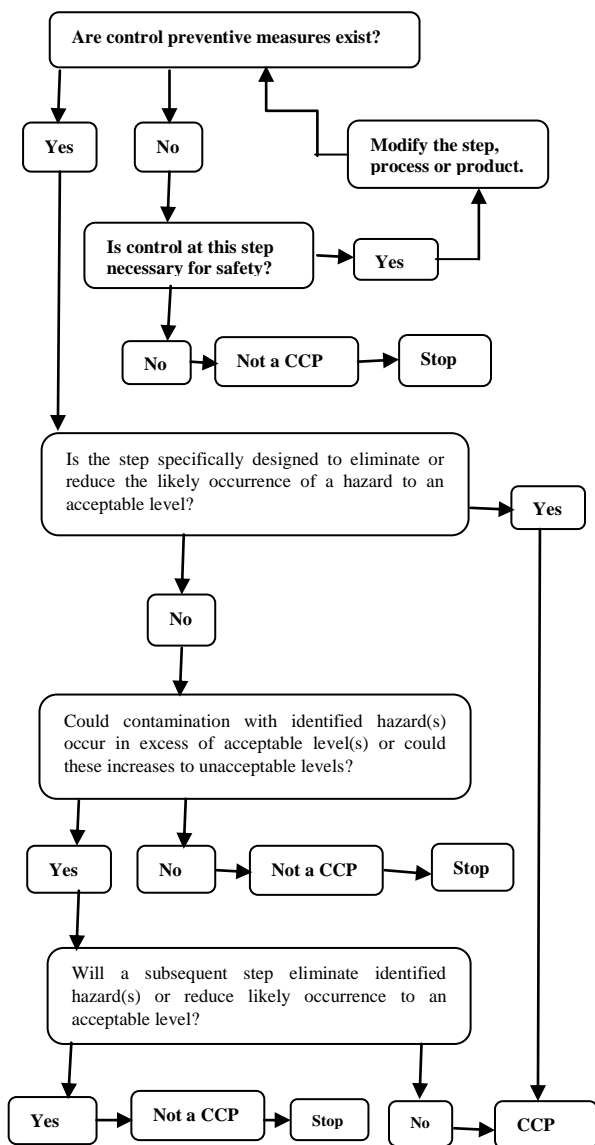 Are control preventive measures exist?
Yes
No
Modify the step,
process or product.
Is control at this step
necessary for safety?
Yes
No
Not a CCP
Stop
Is the step specifically designed to eliminate or
reduce the likely occurrence of a hazard to an
acceptable level?
Yes
No
Could contamination with identified hazard(s)
occur in excess of acceptable level(s) or could
these increases to unacceptable levels?
Yes
No
Not a CCP
Stop
Will a subsequent step eliminate identified
hazard(s) or reduce likely occurrence to an
acceptable level?
Yes
Not a CCP
Stop
No
CCP